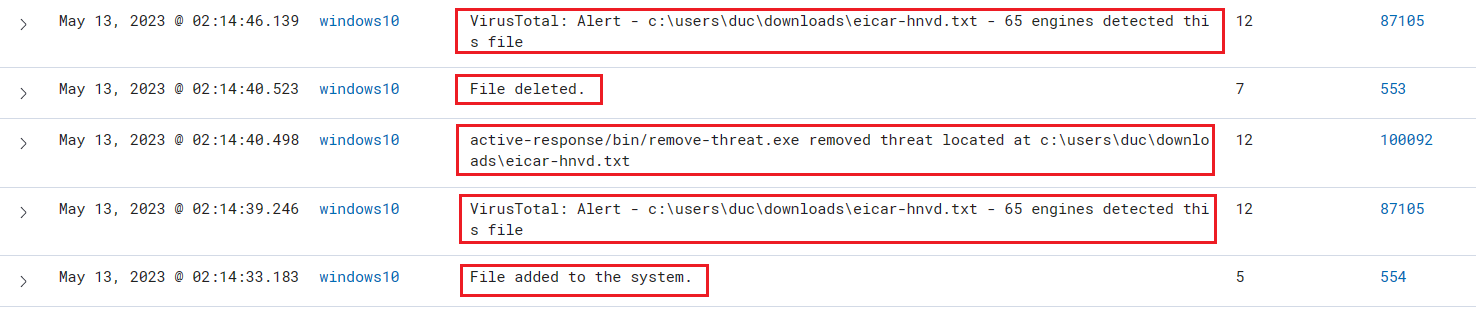 May 13, 2023 @ 02:14:46.139 windows10 VirusTotal: Alert - c:\users\duc\downloads\eicar-hnvd.txt - 65 engines detected thi 12 87105
s file
May 13, 2023 @ 02:14:40.523 windows10 File deleted. 7 553
May 13, 2023 @ 02:14:40.498 windows10 active-response/bin/remove-threat.exe removed threat located at c:\users\duc\downlo 12 100092
ads\eicar-hnvd.txt
May 13, 2023 @ 02:14:39.246 windows10 VirusTotal: Alert - c:\users\duc\downloads\eicar-hnvd.txt - 65 engines detected thi 12 87105
s file
May 13, 2023 @ 02:14:33.183 windows10 File added to the system. 5 554